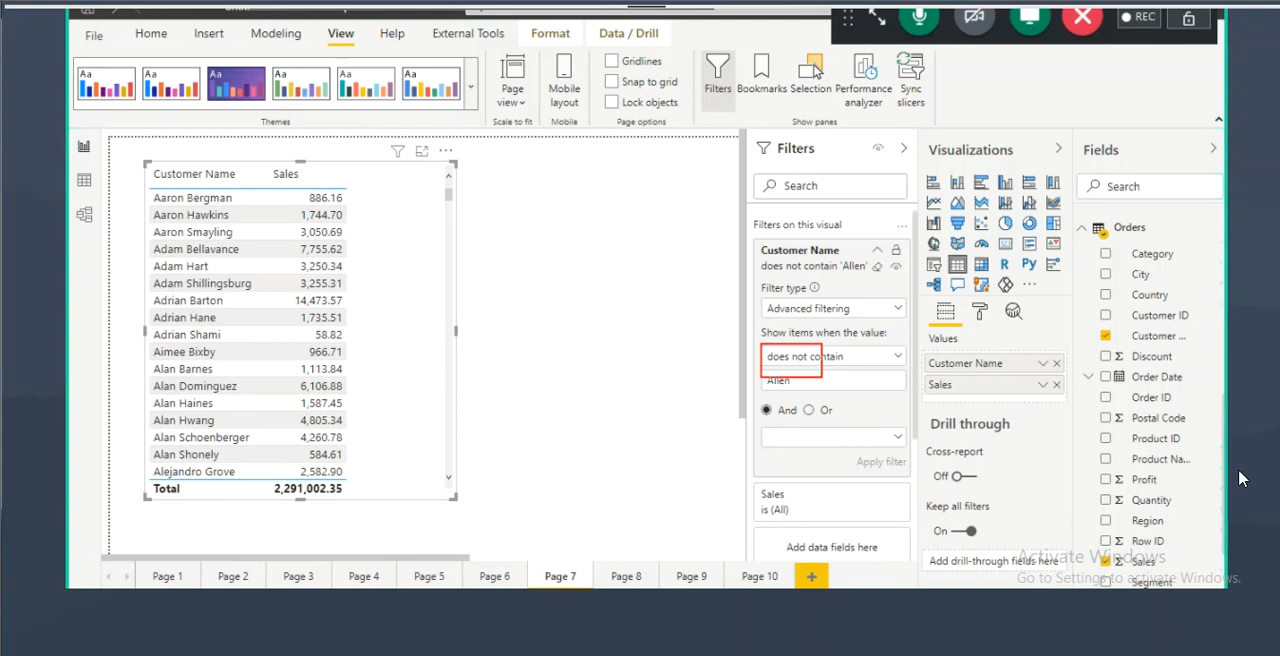 REC
File Home Insert Modeling View Help External Tools Format Data / Drill
Aa Aa Aa Aa Aa Aa
Page view
Mobile layout
Gridlines
Snap to grid
Lock objects
Filters Bookmarks Selection Performance analyzer Sync slicers
Themes Scale to fit Mobile Page options Show panes
Customer Name Sales
Aaron Bergman 886.16
Aaron Hawkins 1,744.70
Aaron Smayling 3,050.69
Adam Bellavance 7,755.62
Adam Hart 3,250.34
Adam Shillingsburg 3,255.31
Adrian Barton 14,473.57
Adrian Hane 1,735.51
Adrian Shami 58.82
Aimee Bixby 966.71
Alan Barnes 1,113.84
Alan Dominguez 6,106.88
Alan Haines 1,587.45
Alan Hwang 4,805.34
Alan Schoenberger 4,260.78
Alan Shonely 584.61
Alejandro Grove 2,582.90
Total 2,291,002.35
Filters
Search
Filters on this visual ...
Customer Name
does not contain 'Allen'
Filter type
Advanced filtering
Show items when the value:
does not contain
Allen
And Or
Apply filter
Sales
is (All)
Add data fields here
Visualizations
R Py
Values
Customer Name
Sales
Drill through
Cross-report
Off
Keep all filters
On
Add drill-through fields here
Fields
Search
Orders
Category
City
Country
Customer ID
Customer ...
Σ Discount
Order Date
Order ID
Σ Postal Code
Product ID
Product Na...
Σ Profit
Σ Quantity
Region
Σ Row ID
Σ Sales
Segment
Activate Windows
Go to Settings to activate Windows.
Page 1 Page 2 Page 3 Page 4 Page 5 Page 6 Page 7 Page 8 Page 9 Page 10 +